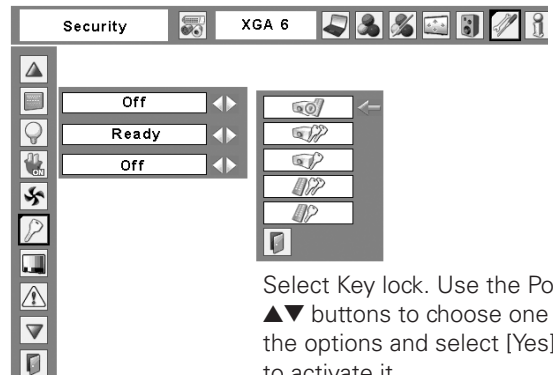 Security XGA 6
Off
Ready
Off
ON
Select Key lock. Use the Po
▲▼ buttons to choose one
the options and select [Yes]
to activate it